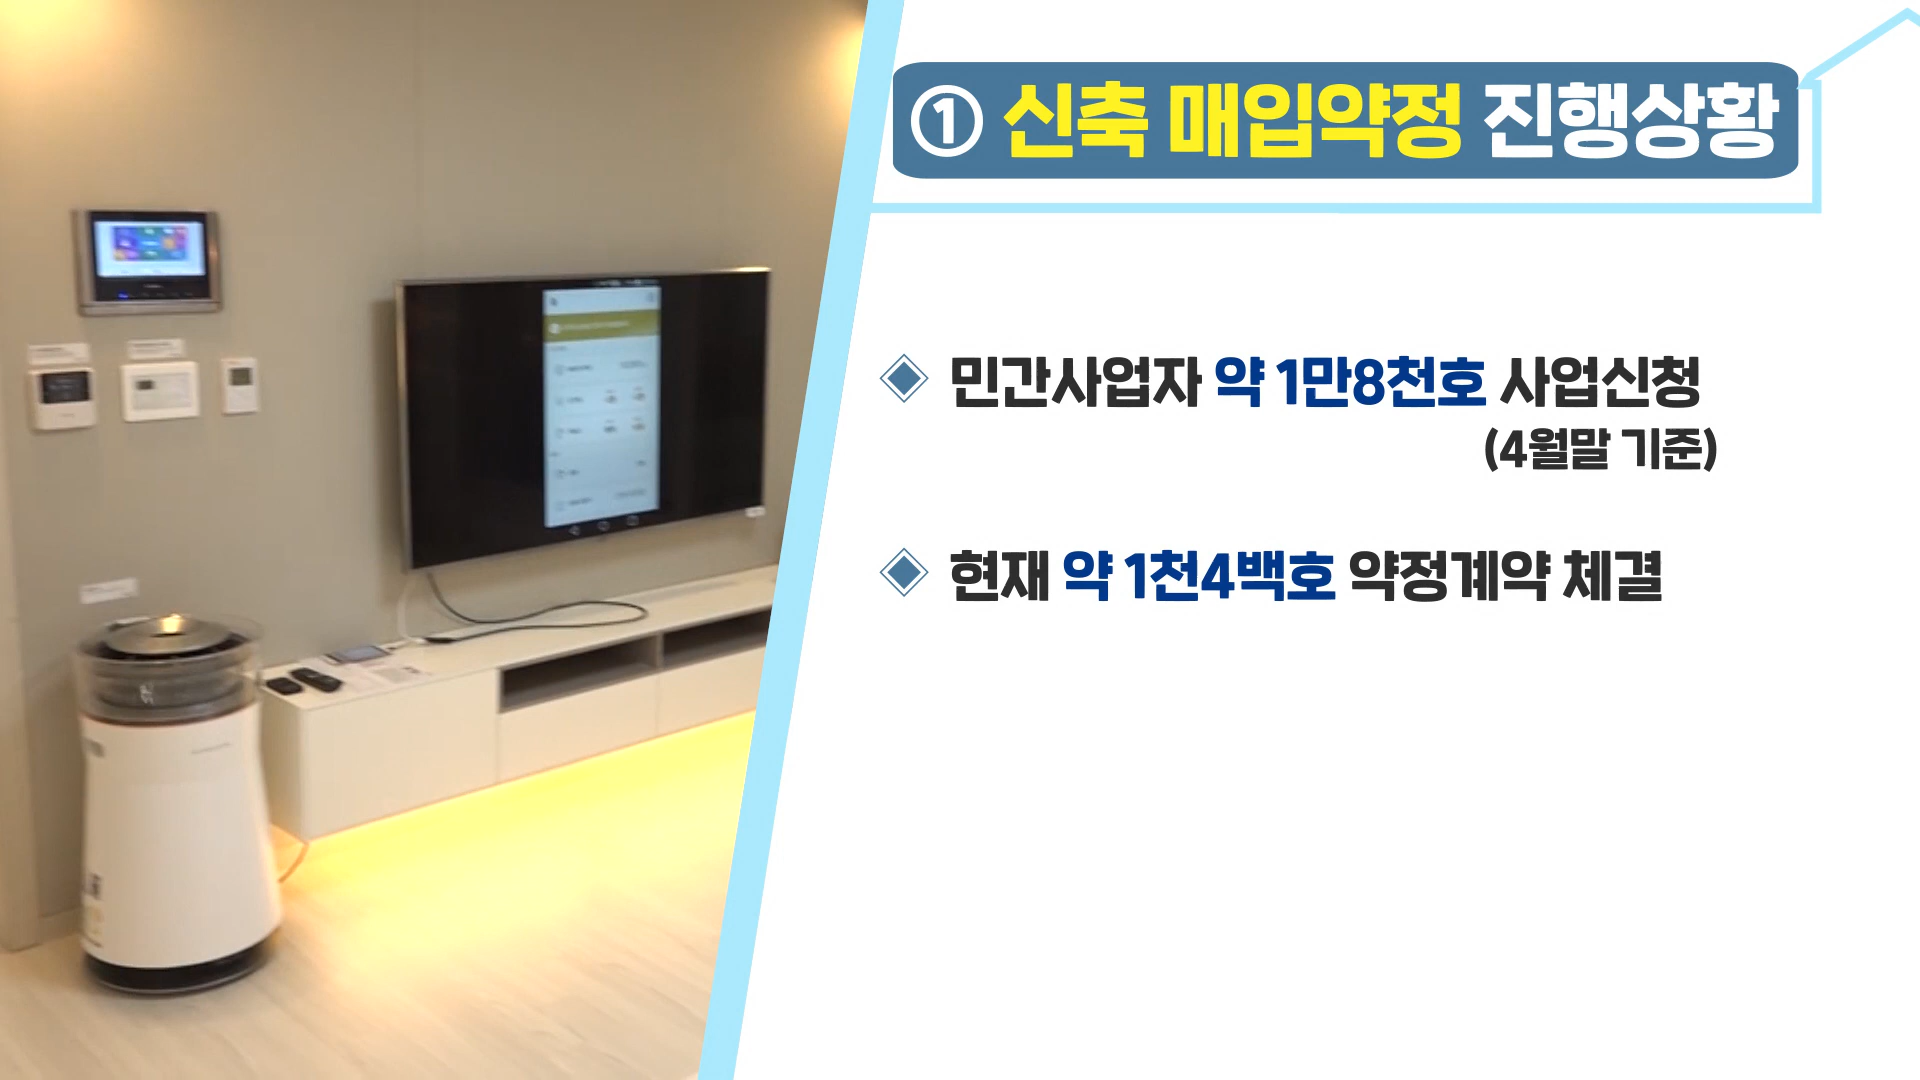 ① 신축 매입약정 진행상황
민간사업자 약 1만8천호 사업신청
(4월말 기준)
현재 약 1천4백호 약정계약 체결